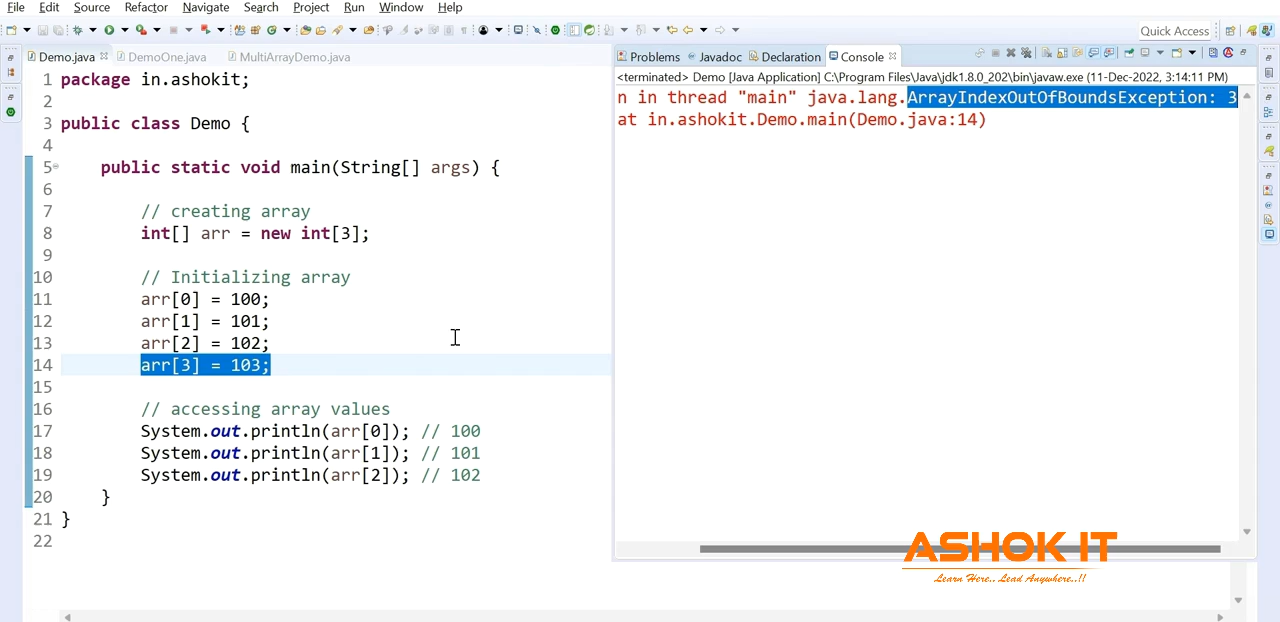 File Edit Source Refactor Navigate Search Project Run Window Help
Quick Access
Demo.java DemoOne.java MultiArrayDemo.java
1 package in.ashokit;
2
3 public class Demo {
4
5 public static void main(String[] args) {
6
7 // creating array
8 int[] arr = new int[3];
9
10 // Initializing array
11 arr[0] = 100;
12 arr[1] = 101;
13 arr[2] = 102;
14 arr[3] = 103;
15
16 // accessing array values
17 System.out.println(arr[0]); // 100
18 System.out.println(arr[1]); // 101
19 System.out.println(arr[2]); // 102
20 }
21 }
22
Problems Javadoc Declaration Console
<terminated> Demo [Java Application] C:\Program Files\Java\jdk1.8.0_202\bin\javaw.exe (11-Dec-2022, 3:14:11 PM)
n in thread "main" java.lang.ArrayIndexOutOfBoundsException: 3
at in.ashokit.Demo.main(Demo.java:14)
ASHOK IT
Learn Here.. Lead Anywhere..!!